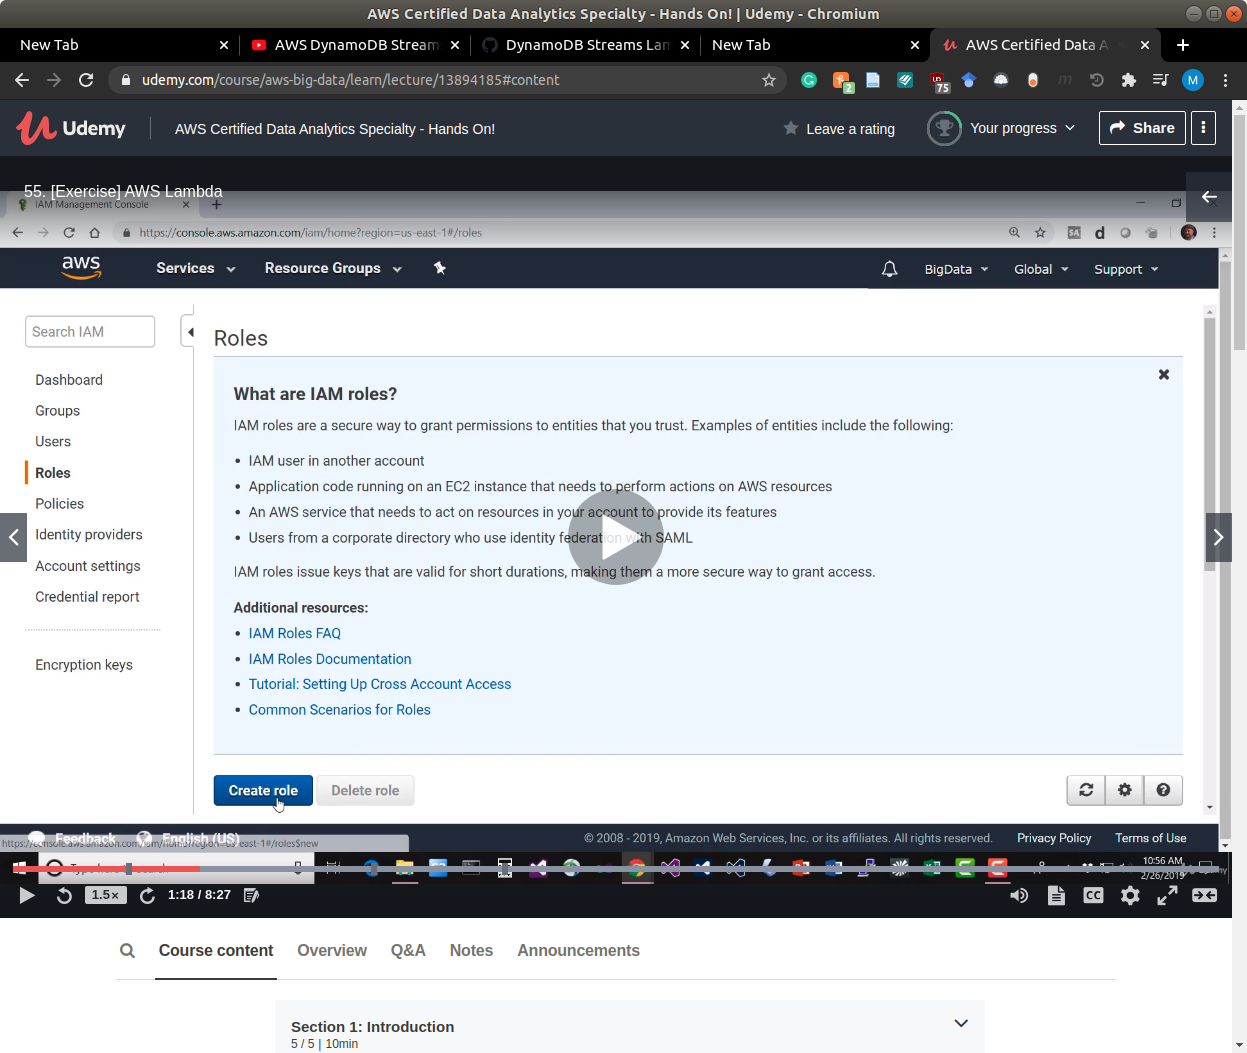 AWS Certified Data Analytics Specialty - Hands On! | Udemy - Chromium
New Tab
AWS DynamoDB Stream
DynamoDB Streams Lam
New Tab
AWS Certified Data A
udemy.com/course/aws-big-data/learn/lecture/13894185#content
2
75
M
Udemy
AWS Certified Data Analytics Specialty - Hands On!
Leave a rating
Your progress
Share
55. [Exercise] AWS Lambda
IAM Management Console
https://console.aws.amazon.com/iam/home?region=us-east-1#/roles
SA
d
aws
Services
Resource Groups
BigData
Global
Support
Search IAM
Roles
Dashboard
Groups
Users
Roles
Policies
Identity providers
Account settings
Credential report
Encryption keys
What are IAM roles?
IAM roles are a secure way to grant permissions to entities that you trust. Examples of entities include the following:
• IAM user in another account
• Application code running on an EC2 instance that needs to perform actions on AWS resources
• An AWS service that needs to act on resources in your account to provide its features
• Users from a corporate directory who use identity federation with SAML
IAM roles issue keys that are valid for short durations, making them a more secure way to grant access.
Additional resources:
• IAM Roles FAQ
• IAM Roles Documentation
• Tutorial: Setting Up Cross Account Access
• Common Scenarios for Roles
Create role
Delete role
Feedback
English (US)
© 2008 - 2019, Amazon Web Services, Inc. or its affiliates. All rights reserved.
Privacy Policy
Terms of Use
https://console.aws.amazon.com/iam/home?region=us-east-1#/roles$new
Type here to search
10:56 AM
2/26/2019
1.5×
1:18 / 8:27
CC
Course content
Overview
Q&A
Notes
Announcements
Section 1: Introduction
5 / 5 | 10min